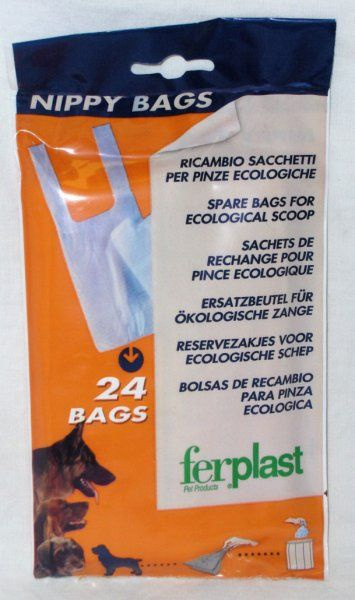 NIPPY BAGS
RICAMBIO SACCHETTI
PER PINZE ECOLOGICHE
SPARE BAGS FOR
ECOLOGICAL SCOOP
SACHETS DE
RECHANGE POUR
PINCE ECOLOGIQUE
ERSATZBEUTEL FÜR
ÖKOLOGISCHE ZANGE
RESERVEZAKJES VOOR
ECOLOGISCHE SCHEP
BOLSAS DE RECAMBIO
PARA PINZA
ECOLOGICA
24
BAGS
ferplast®
Pet Products